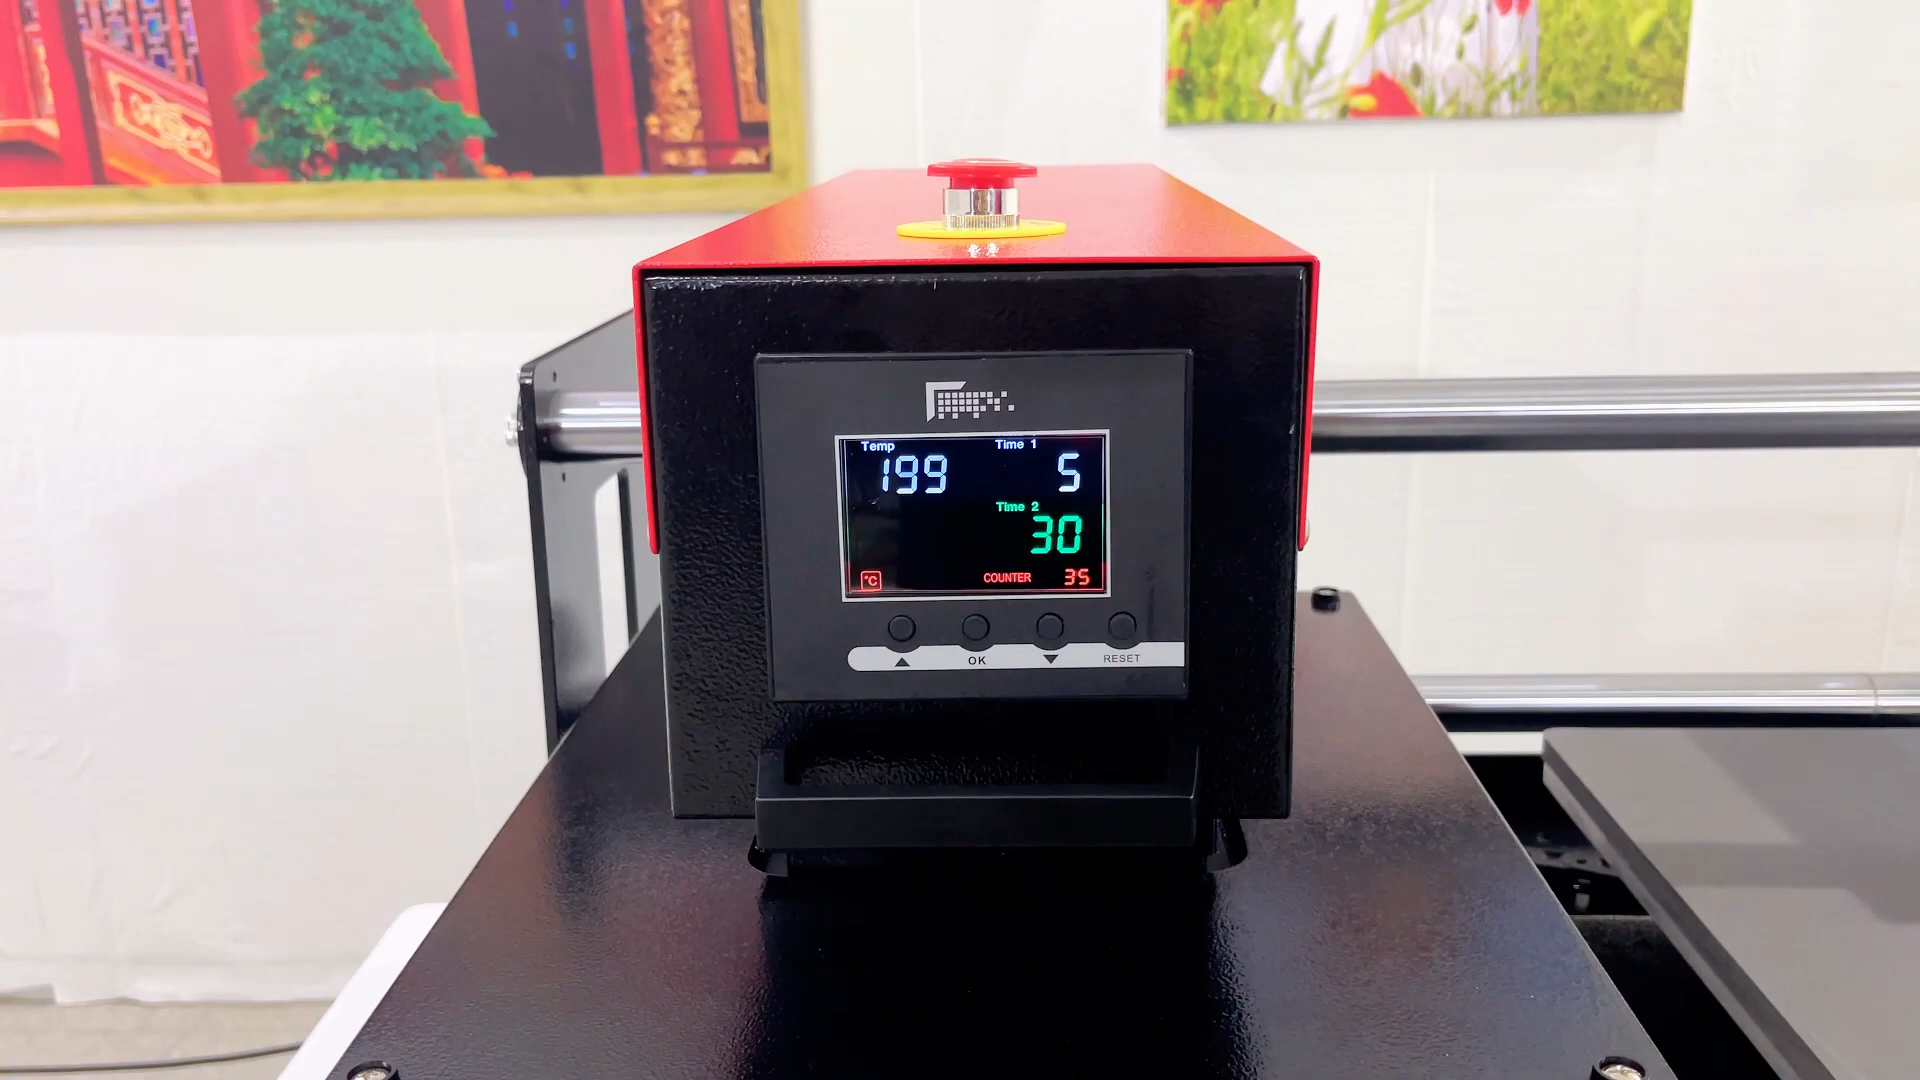 Temp Time 1
199 5
Time 2
30
°C COUNTER 35
OK RESET